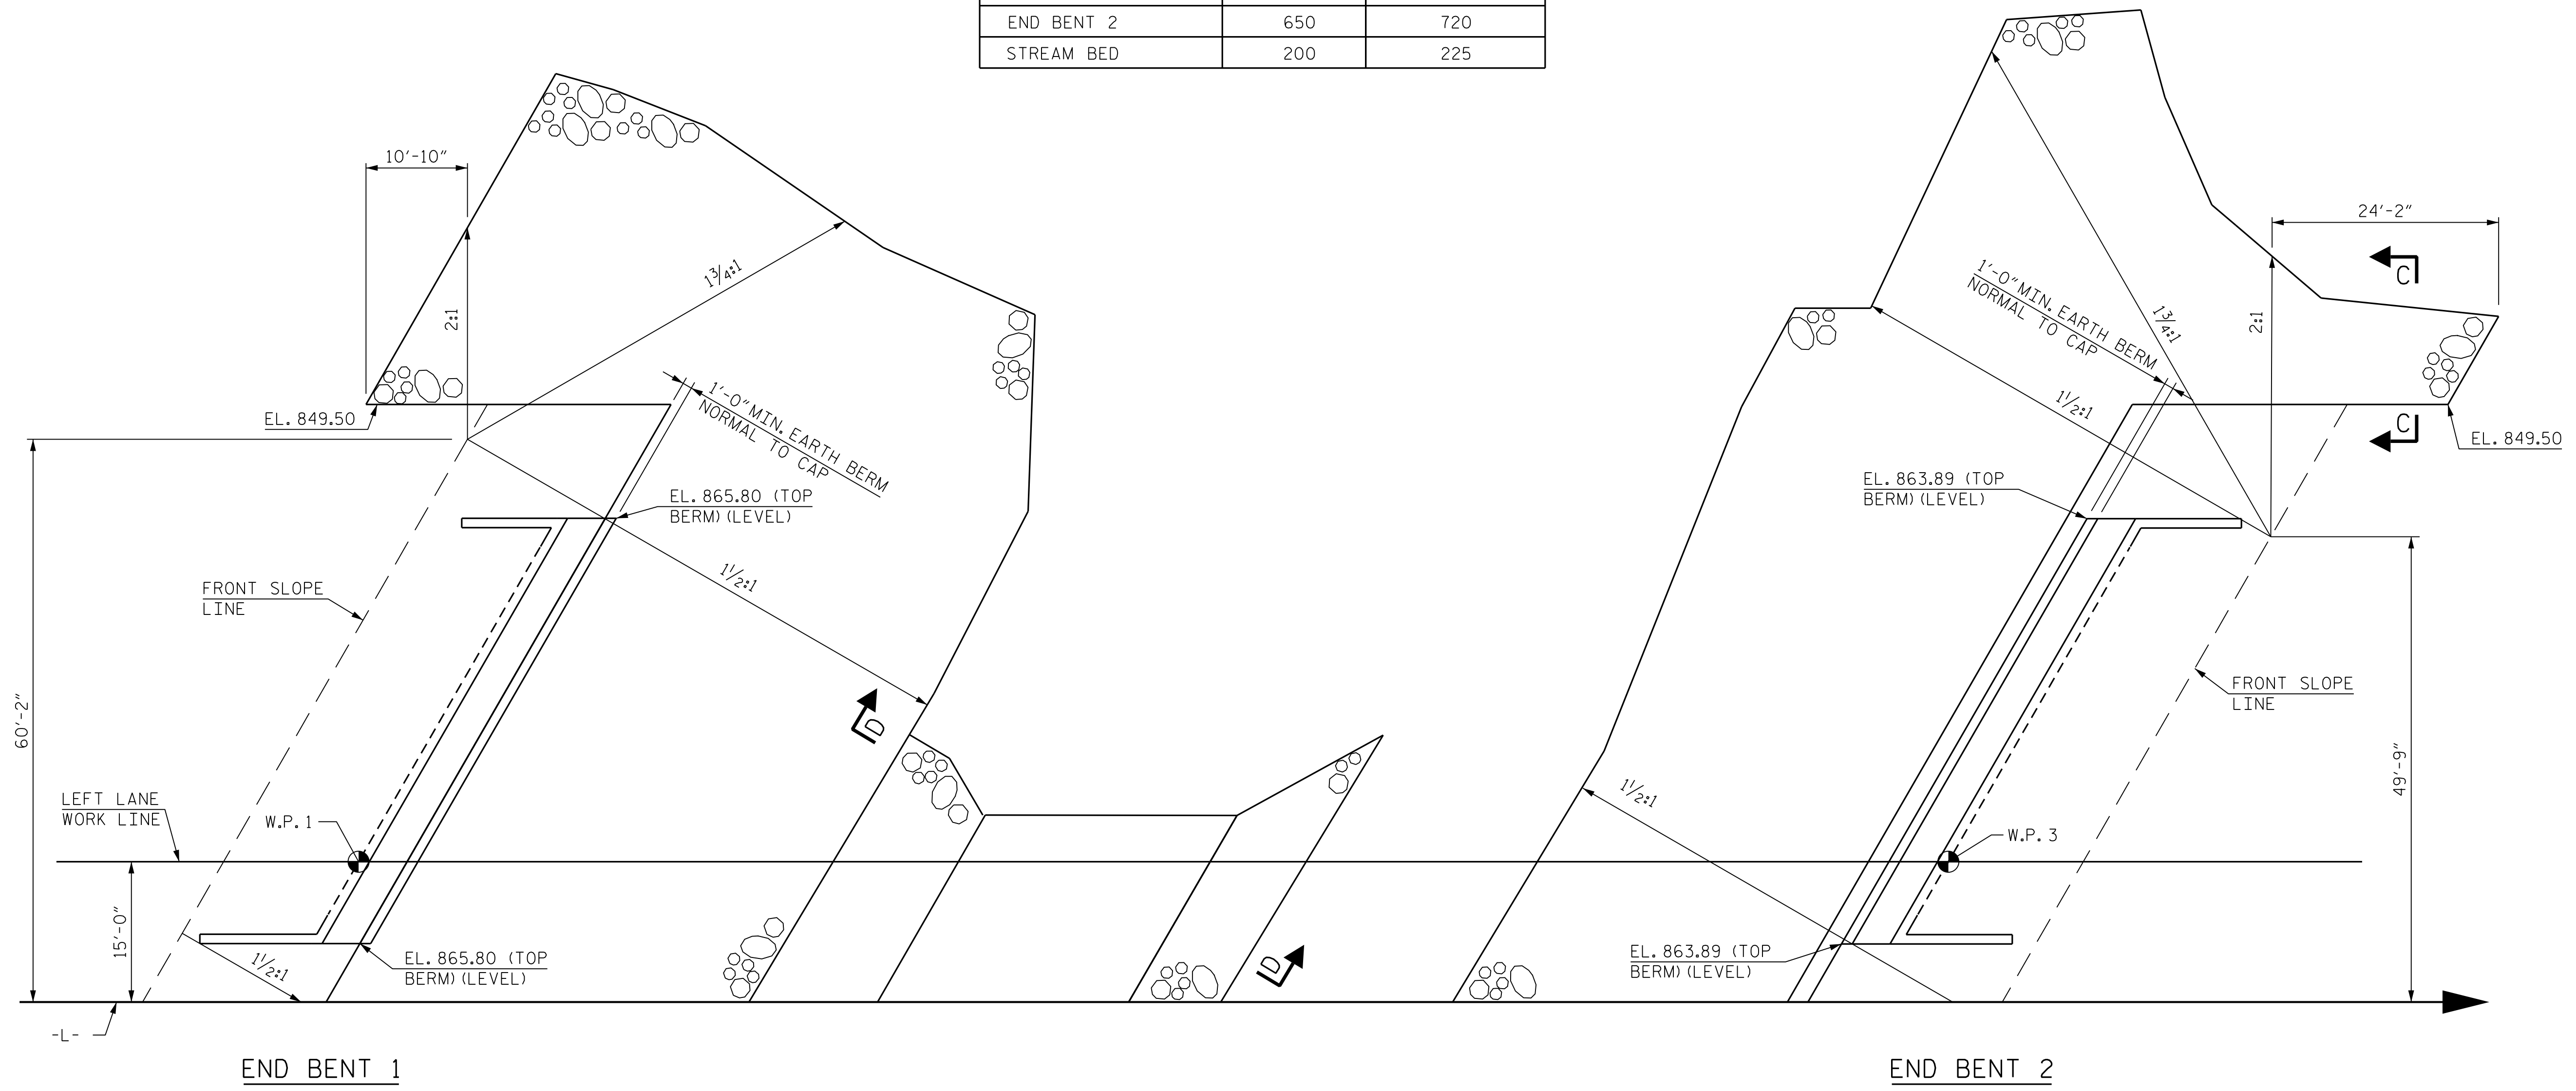 END BENT 2 650 720
STREAM BED 200 225
10'-10"
2:1
1¾:1
1'-0" MIN. EARTH BERM
NORMAL TO CAP
EL. 849.50
EL. 865.80 (TOP
BERM) (LEVEL)
1½:1
FRONT SLOPE
LINE
60'-2"
LEFT LANE
WORK LINE
W.P. 1
15'-0"
D
1½:1
EL. 865.80 (TOP
BERM) (LEVEL)
D
-L-
END BENT 1
24'-2"
C
1'-0" MIN. EARTH BERM
NORMAL TO CAP
1¾:1
2:1
1½:1
C
EL. 849.50
EL. 863.89 (TOP
BERM) (LEVEL)
FRONT SLOPE
LINE
49'-9"
1½:1
W.P. 3
EL. 863.89 (TOP
BERM) (LEVEL)
END BENT 2